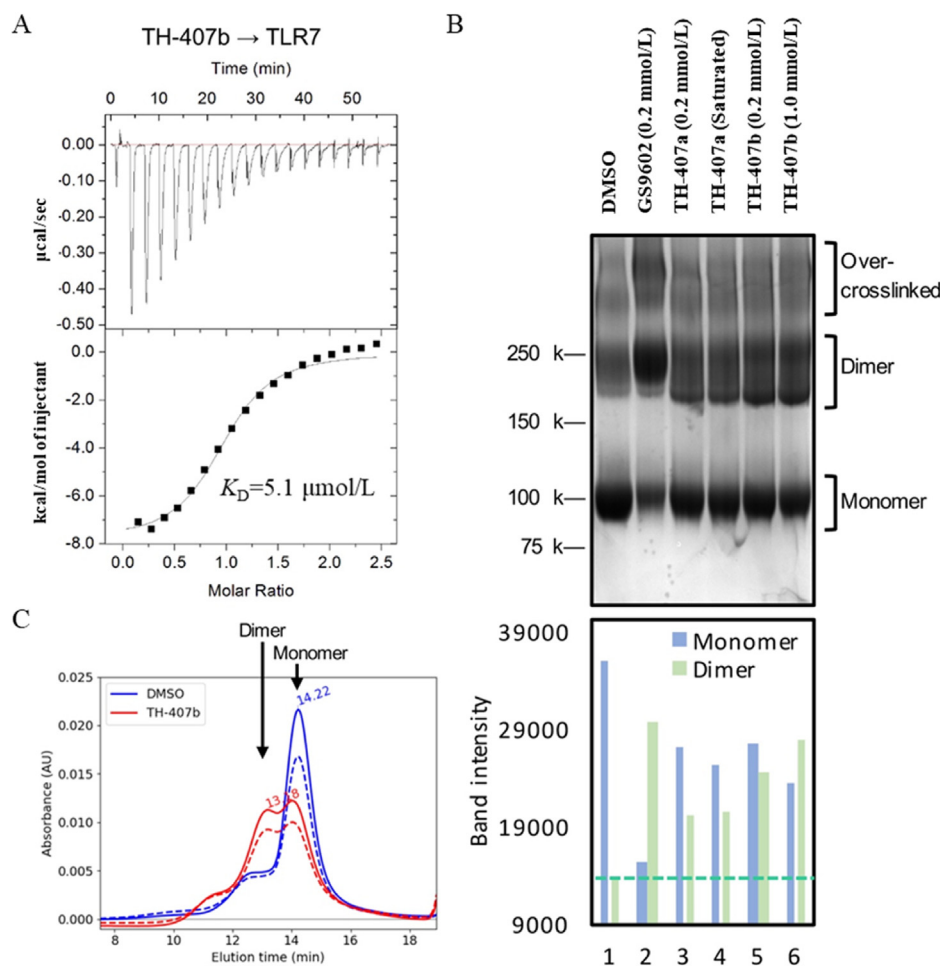 A
TH-407b → TLR7
Time (min)
0 10 20 30 40 50
0.00
-0.10
-0.20
-0.30
-0.40
-0.50
µcal/sec
0.0
-2.0
-4.0
-6.0
-8.0
kcal/mol of injectant
KD=5.1 µmol/L
0.0 0.5 1.0 1.5 2.0 2.5
Molar Ratio
B
DMSO
GS9602 (0.2 mmol/L)
TH-407a (0.2 mmol/L)
TH-407a (Saturated)
TH-407b (0.2 mmol/L)
TH-407b (1.0 mmol/L)
Over-
crosslinked
250 k
Dimer
150 k
100 k
Monomer
75 k
39000
29000
19000
9000
Band intensity
Monomer
Dimer
1 2 3 4 5 6
C
Dimer
Monomer
0.025
0.020
0.015
0.010
0.005
0.000
Absorbance (AU)
DMSO
TH-407b
14.22
8 10 12 14 16 18
Elution time (min)